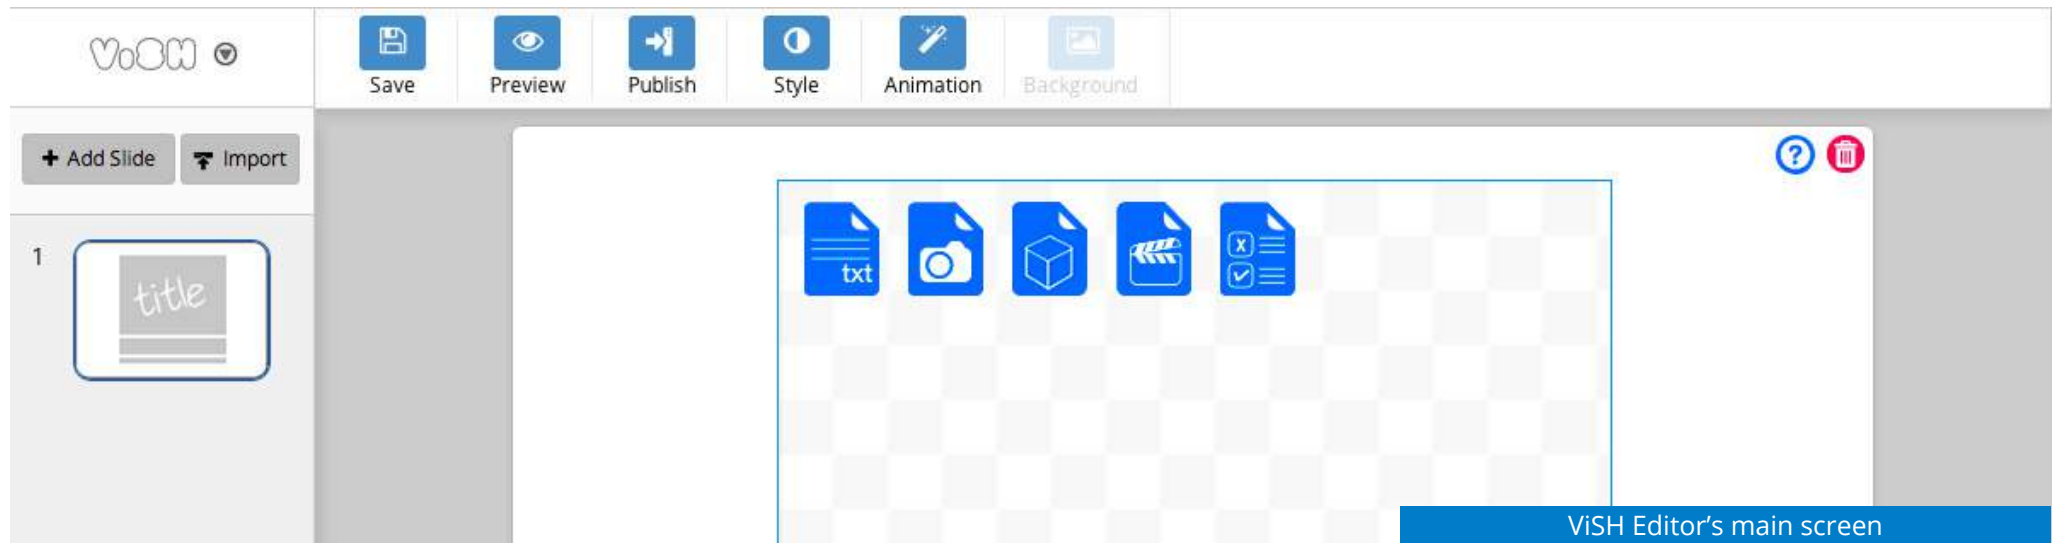 ViSH
Save
Preview
Publish
Style
Animation
Background
+ Add Slide
Import
1
title
txt
?
x
ViSH Editor's main screen